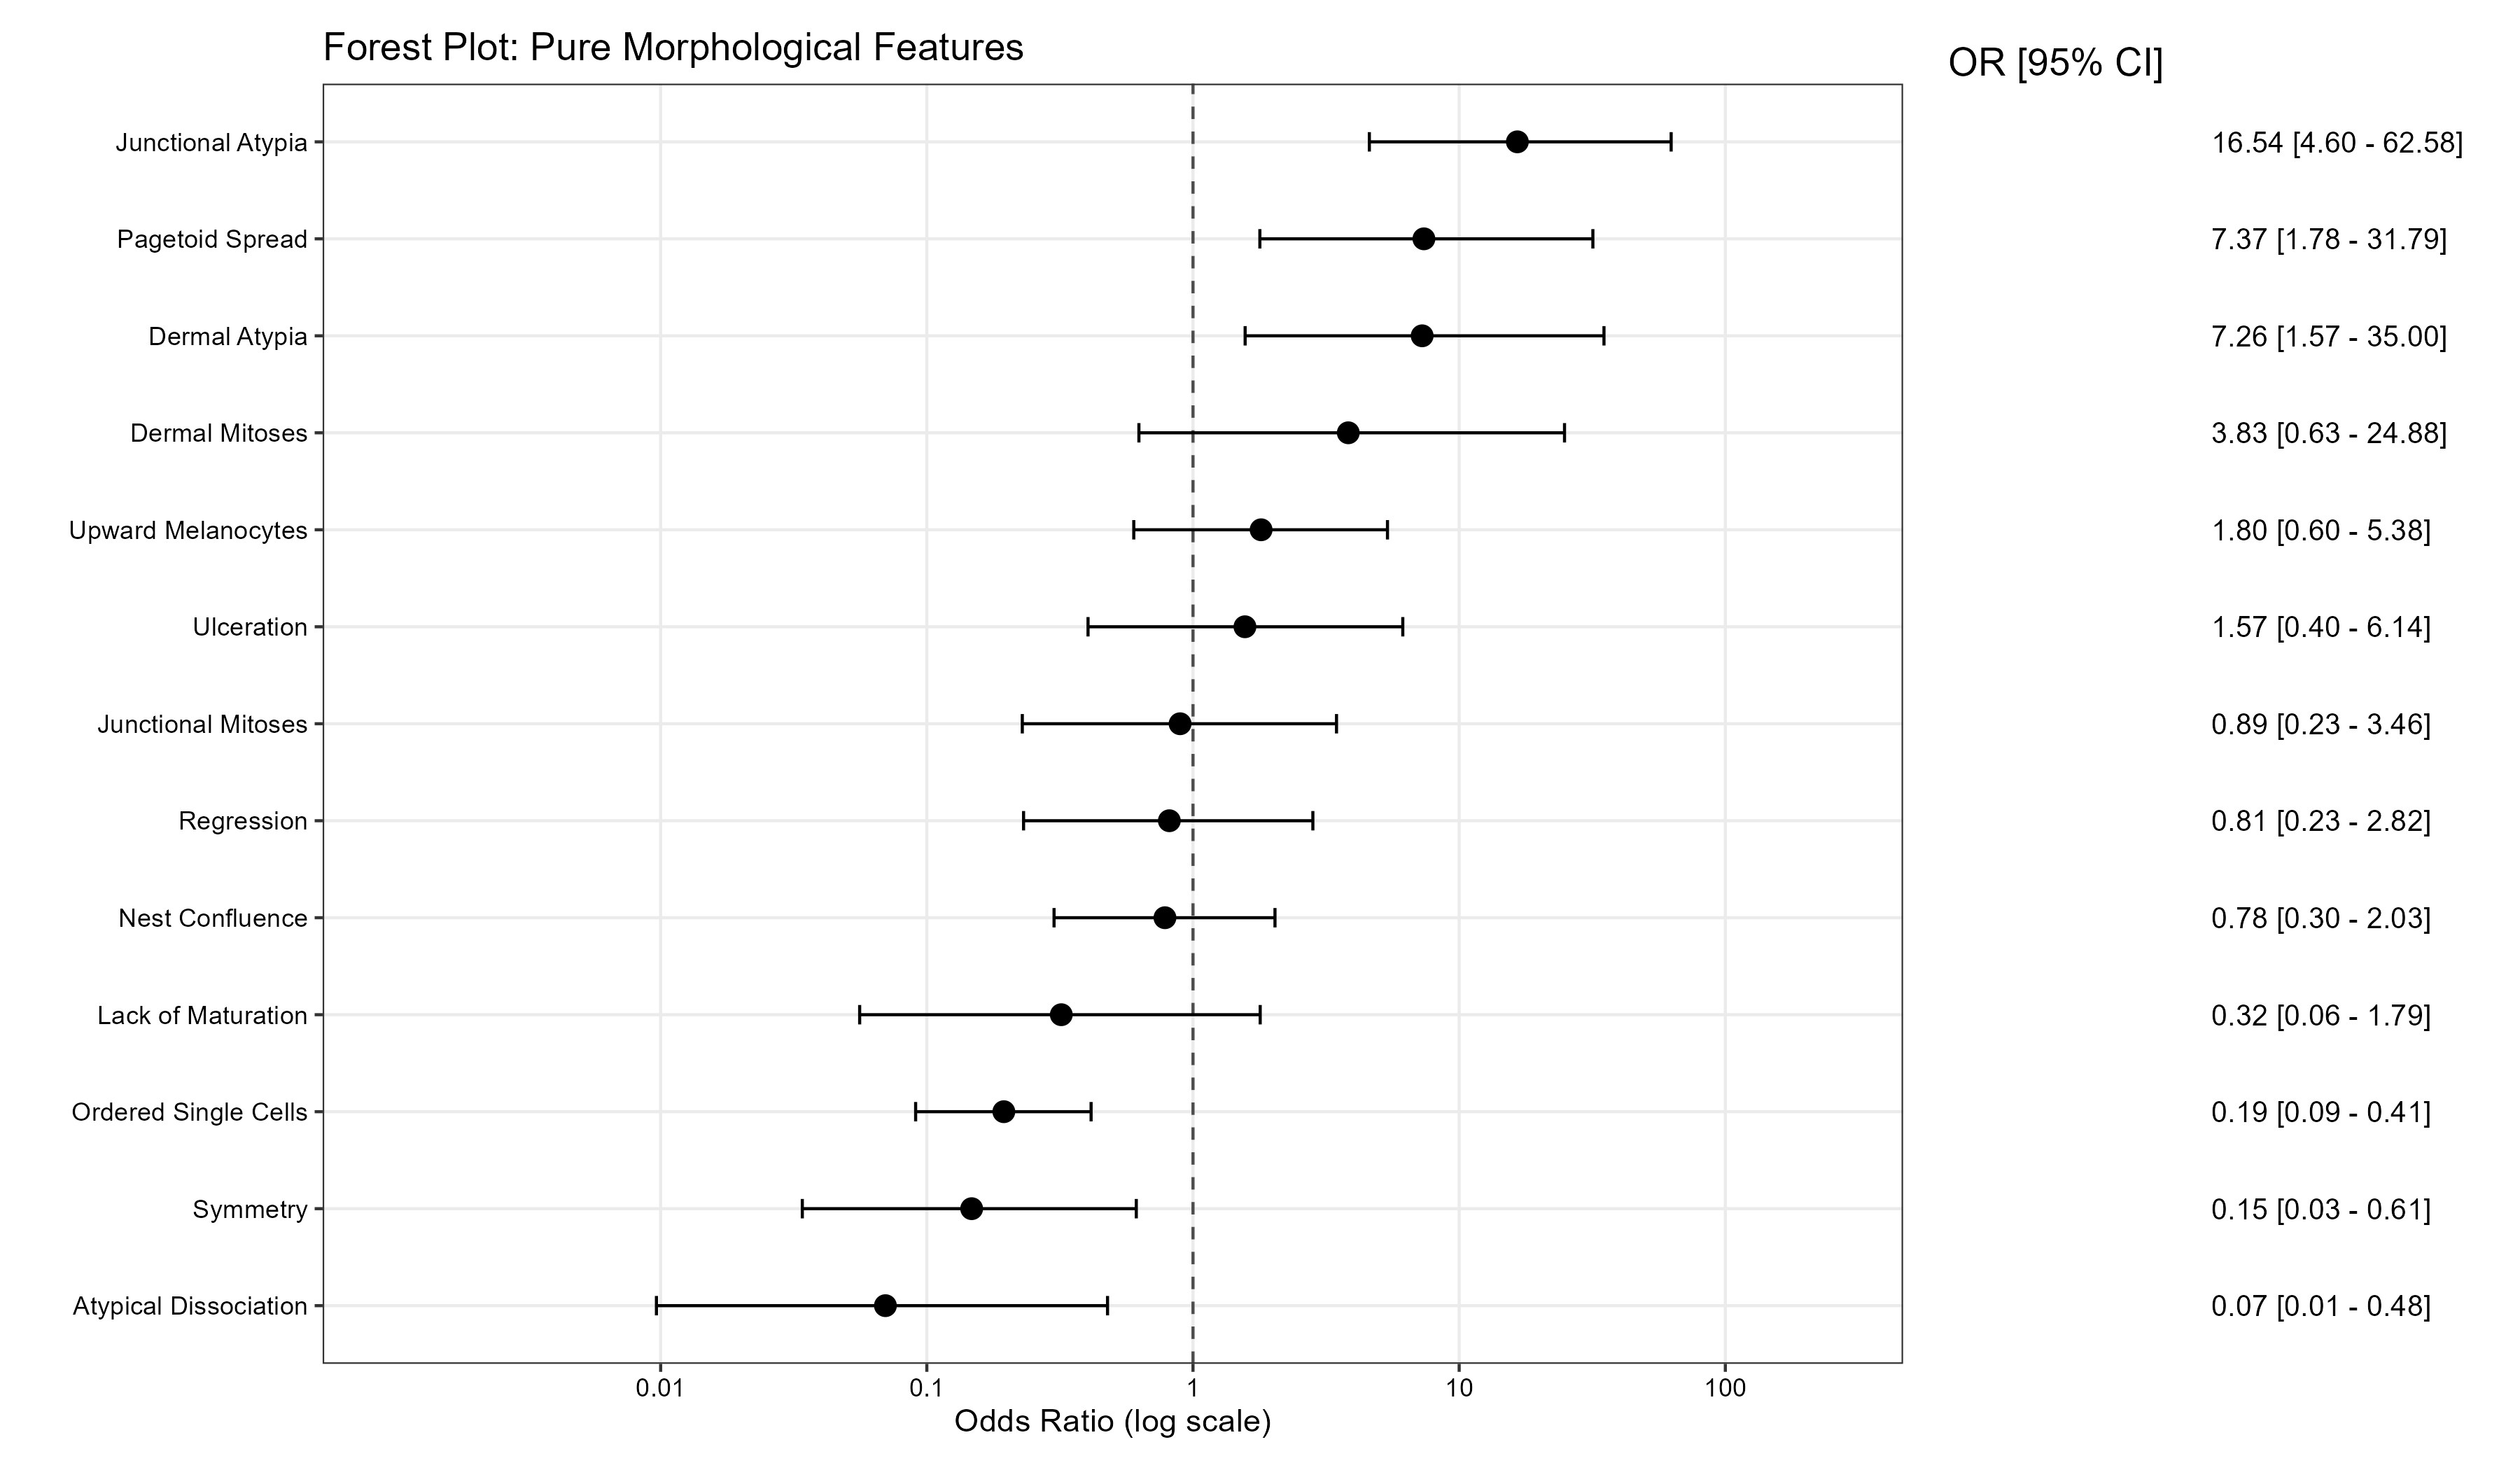 Forest Plot: Pure Morphological Features
OR [95% CI]
Junctional Atypia 16.54 [4.60 - 62.58]
Pagetoid Spread 7.37 [1.78 - 31.79]
Dermal Atypia 7.26 [1.57 - 35.00]
Dermal Mitoses 3.83 [0.63 - 24.88]
Upward Melanocytes 1.80 [0.60 - 5.38]
Ulceration 1.57 [0.40 - 6.14]
Junctional Mitoses 0.89 [0.23 - 3.46]
Regression 0.81 [0.23 - 2.82]
Nest Confluence 0.78 [0.30 - 2.03]
Lack of Maturation 0.32 [0.06 - 1.79]
Ordered Single Cells 0.19 [0.09 - 0.41]
Symmetry 0.15 [0.03 - 0.61]
Atypical Dissociation 0.07 [0.01 - 0.48]
0.01 0.1 1 10 100
Odds Ratio (log scale)